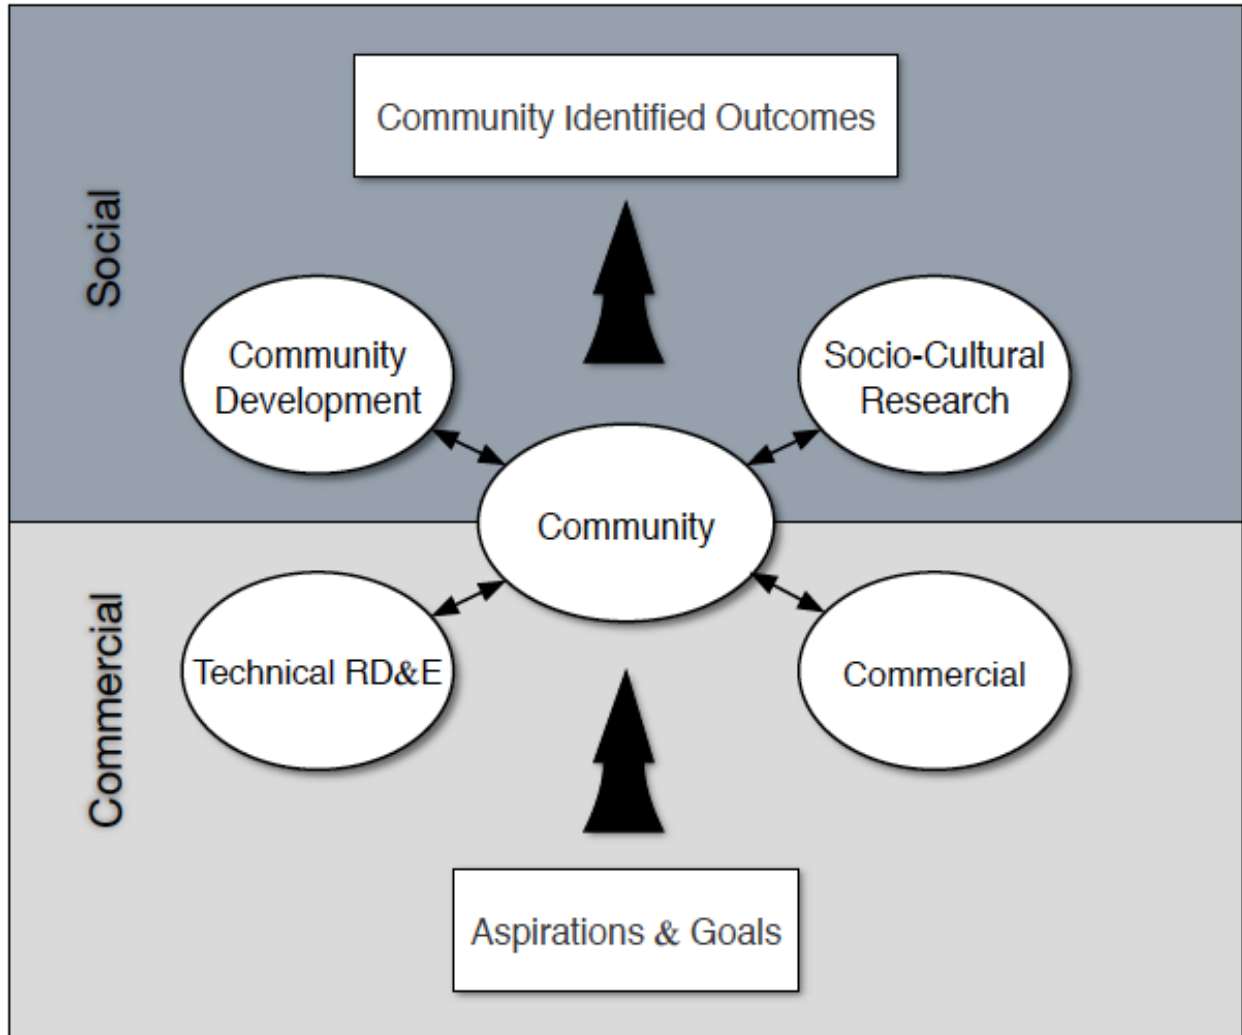 Community Identified Outcomes
Social
Community
Development
Socio-Cultural
Research
Community
Commercial
Technical RD&E
Commercial
Aspirations & Goals